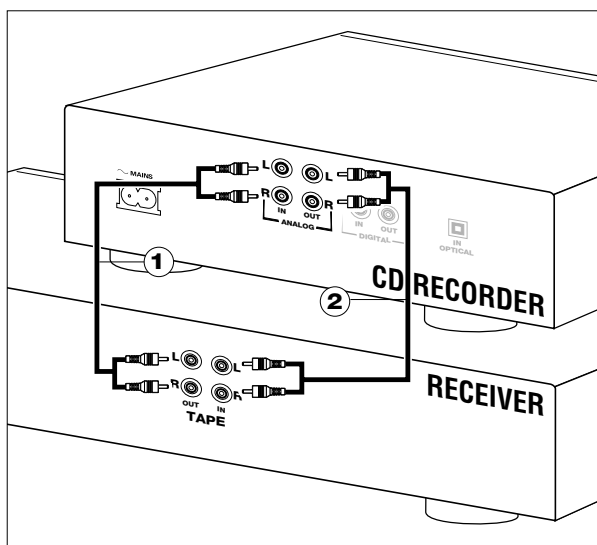 ∼ MAINS
L L
R R
IN OUT
ANALOG
IN OUT
DIGITAL
IN
OPTICAL
1
2
CD RECORDER
L L
R R
OUT IN
TAPE
RECEIVER